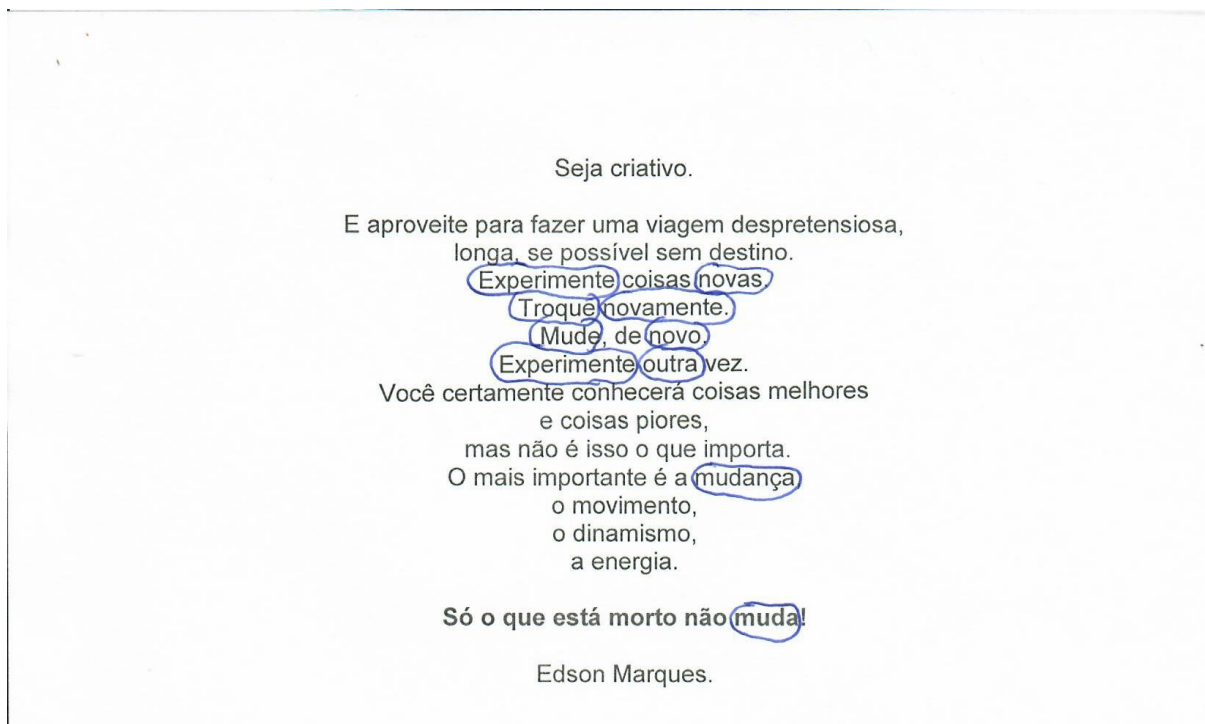 Seja criativo.
E aproveite para fazer uma viagem despretensiosa,
longa, se possível sem destino.
Experimente coisas novas.
Troque novamente.
Mude, de novo.
Experimente outra vez.
Você certamente conhecerá coisas melhores
e coisas piores,
mas não é isso o que importa.
O mais importante é a mudança,
o movimento,
o dinamismo,
a energia.
Só o que está morto não muda!
Edson Marques.